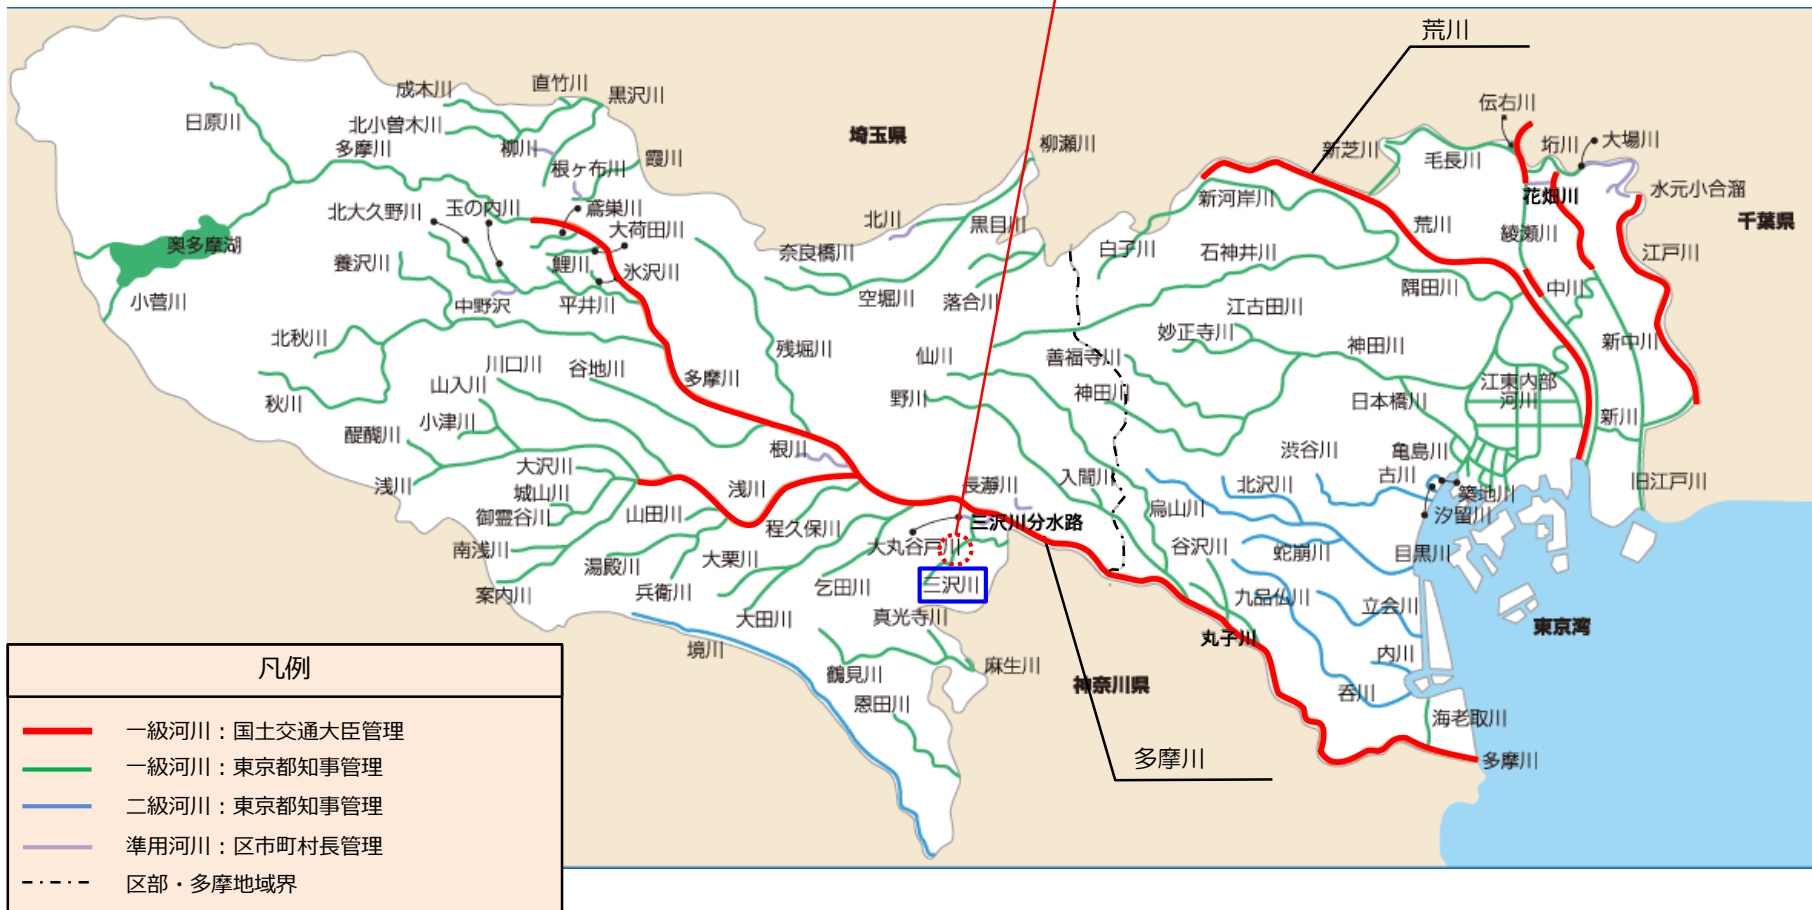 荒川
成木川
直竹川
黒沢川
伝右川
日原川
北小曽木川
埼玉県
柳瀬川
新芝川
毛長川
垳川
大場川
多摩川
柳川
根ヶ布川
霞川
水元小合溜
北大久野川
玉の内川
鳶巣川
大荷田川
北川
黒目川
新河岸川
荒川
花畑川
千葉県
奥多摩湖
養沢川
鯉川
氷沢川
奈良橋川
白子川
石神井川
綾瀬川
江戸川
小菅川
中野沢
平井川
空堀川
落合川
江古田川
隅田川
中川
北秋川
川口川
谷地川
残堀川
仙川
善福寺川
妙正寺川
神田川
新中川
山入川
多摩川
野川
神田川
日本橋川
江東内部
河川
秋川
小津川
新川
醍醐川
大沢川
根川
渋谷川
亀島川
浅川
城山川
浅川
長瀞川
入間川
北沢川
古川
築地川
旧江戸川
御霊谷川
山田川
程久保川
三沢川分水路
烏山川
汐留川
南浅川
湯殿川
大栗川
大丸谷戸川
谷沢川
蛇崩川
目黒川
案内川
兵衛川
乞田川
三沢川
九品仏川
立会川
大田川
真光寺川
丸子川
東京湾
境川
鶴見川
麻生川
神奈川県
内川
恩田川
呑川
海老取川
多摩川
多摩川
凡例
一級河川：国土交通大臣管理
一級河川：東京都知事管理
二級河川：東京都知事管理
準用河川：区市町村長管理
区部・多摩地域界